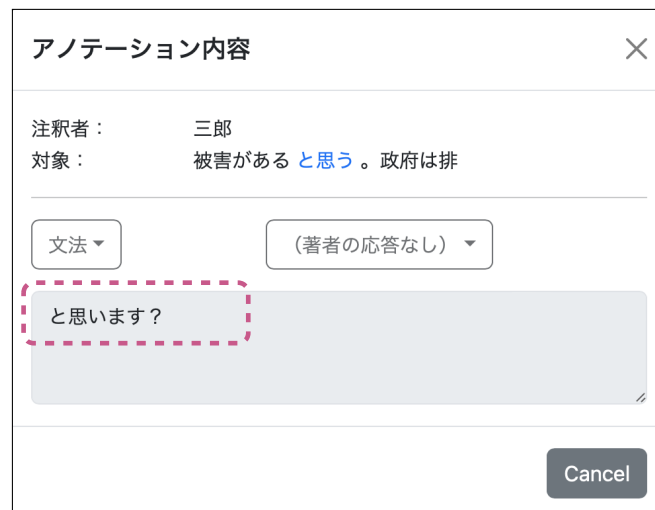 アノテーション内容
注釈者： 三郎
対象： 被害がある と思う 。政府は排
文法 （著者の応答なし）
と思います？
Cancel